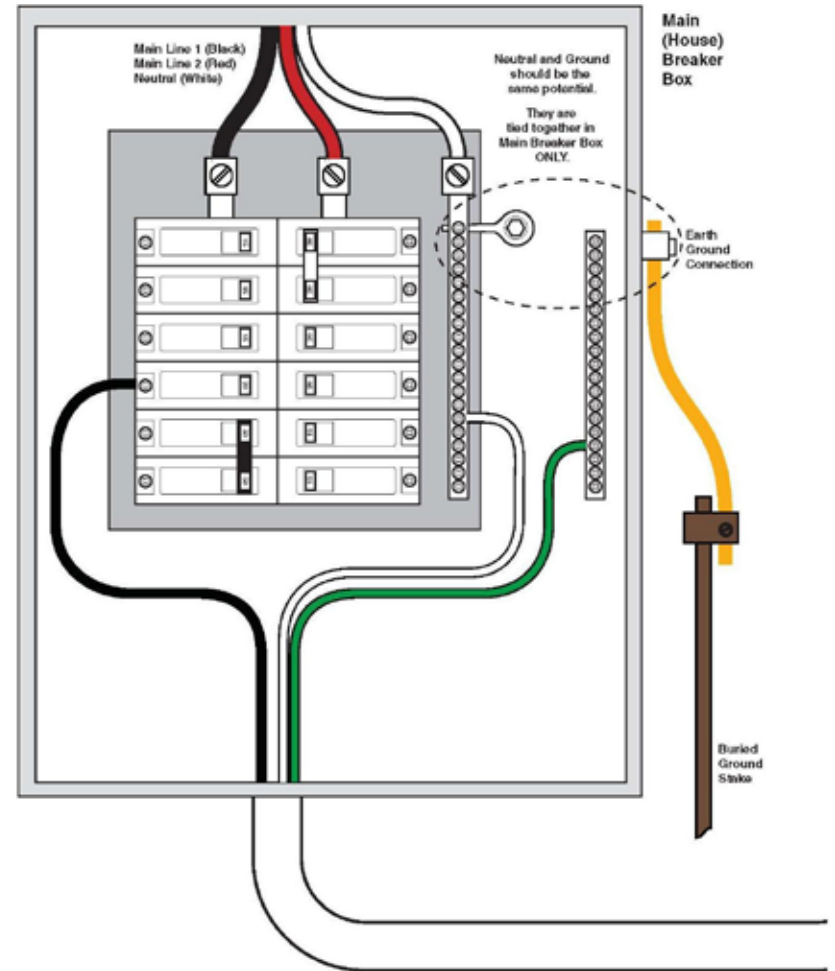 Main Line 1 (Black)
Main Line 2 (Red)
Neutral (White)
Neutral and Ground
should be the
same potential.
They are
tied together in
Main Breaker Box
ONLY.
Main
(House)
Breaker
Box
Earth
Ground
Connection
Buried
Ground
Stake